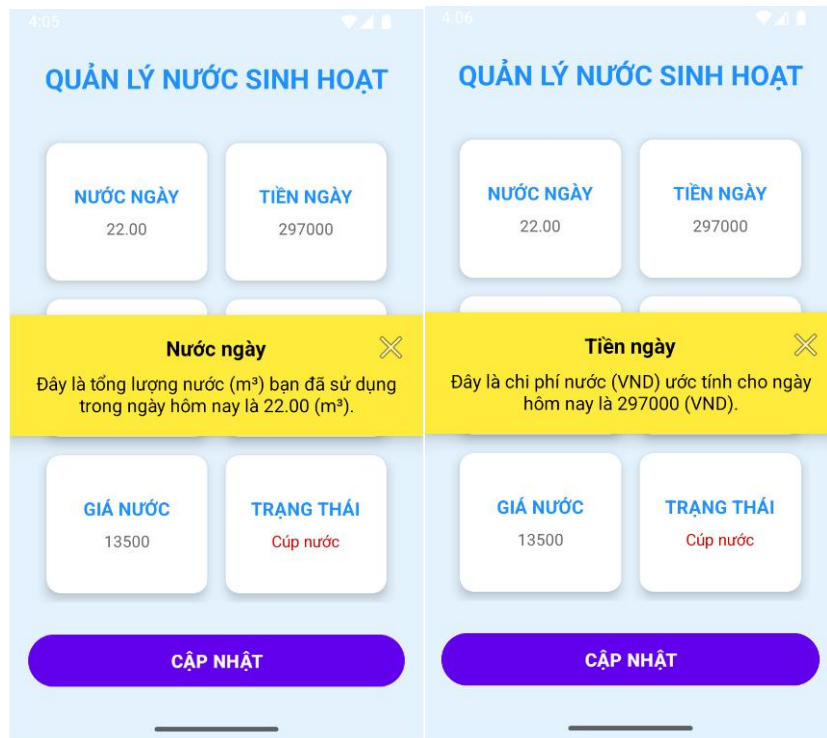 4:05
QUẢN LÝ NƯỚC SINH HOẠT
NƯỚC NGÀY
22.00
TIỀN NGÀY
297000
Nước ngày
Đây là tổng lượng nước (m³) bạn đã sử dụng
trong ngày hôm nay là 22.00 (m³).
GIÁ NƯỚC
13500
TRẠNG THÁI
Cúp nước
CẬP NHẬT
4:06
QUẢN LÝ NƯỚC SINH HOẠT
NƯỚC NGÀY
22.00
TIỀN NGÀY
297000
Tiền ngày
Đây là chi phí nước (VND) ước tính cho ngày
hôm nay là 297000 (VND).
GIÁ NƯỚC
13500
TRẠNG THÁI
Cúp nước
CẬP NHẬT